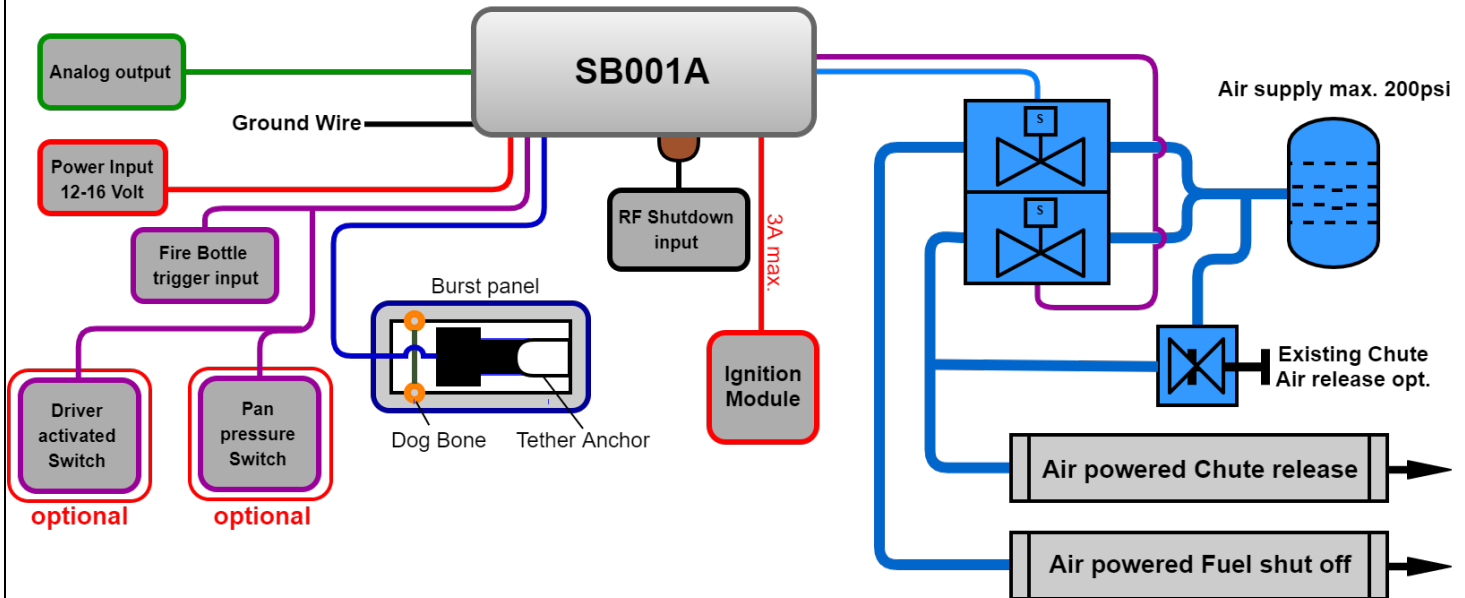 SB001A
Analog output
Ground Wire
Power Input
12-16 Volt
Fire Bottle
trigger input
RF Shutdown
input
3A max.
Burst panel
Dog Bone
Tether Anchor
Ignition
Module
Driver
activated
Switch
optional
Pan
pressure
Switch
optional
S
S
Air supply max. 200psi
Existing Chute
Air release opt.
Air powered Chute release
Air powered Fuel shut off